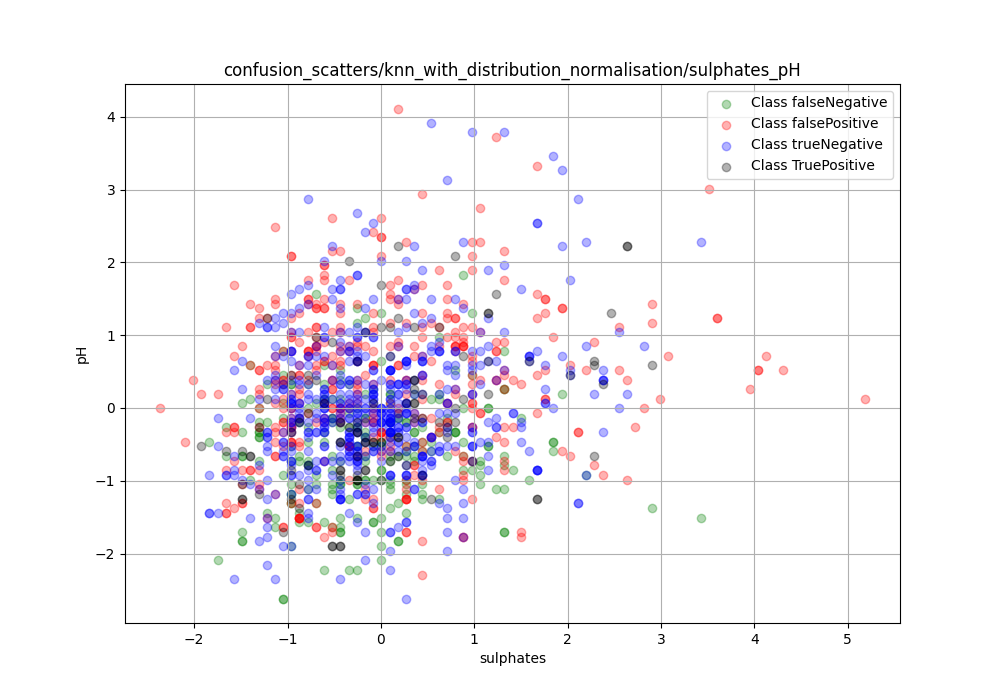 confusion_scatters/knn_with_distribution_normalisation/sulphates_pH
Class falseNegative
Class falsePositive
Class trueNegative
Class TruePositive
4
3
2
1
0
−1
−2
pH
−2 −1 0 1 2 3 4 5
sulphates